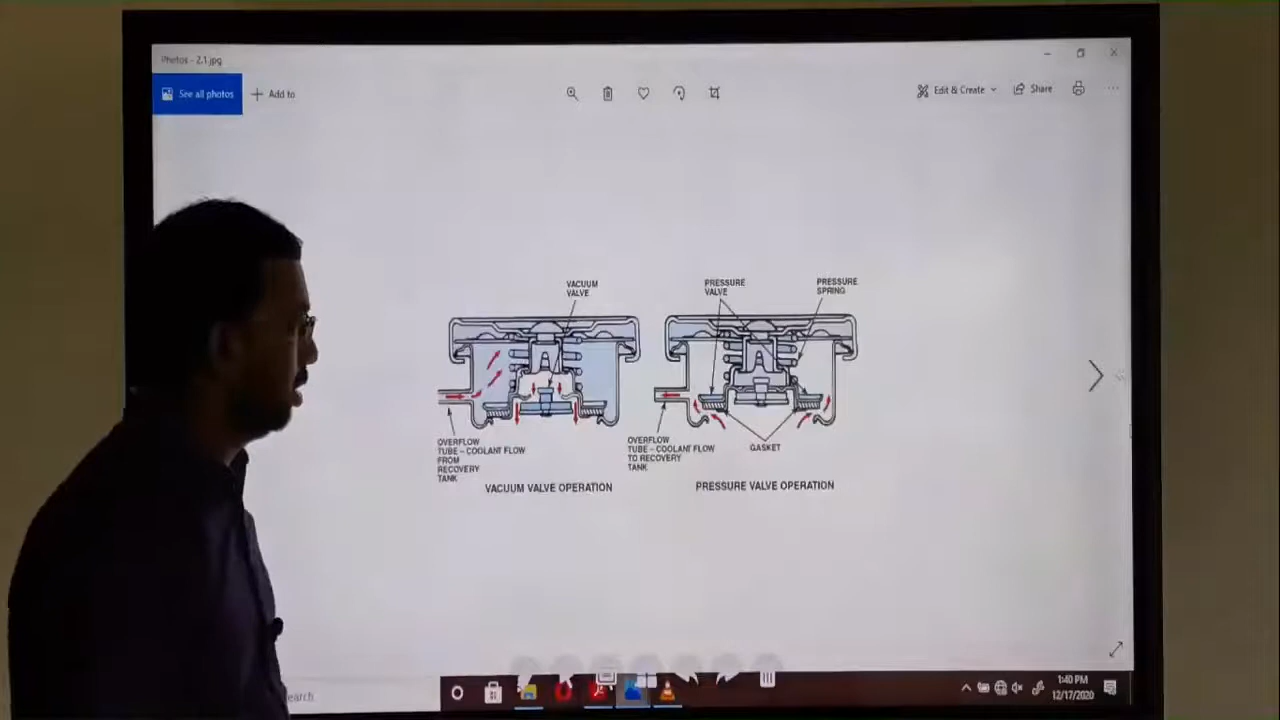 Photos - 2.1.jpg
See all photos
Add to
Edit & Create
Share
VACUUM
VALVE
PRESSURE
VALVE
PRESSURE
SPRING
OVERFLOW
TUBE – COOLANT FLOW
FROM
RECOVERY
TANK
OVERFLOW
TUBE – COOLANT FLOW
TO RECOVERY
TANK
GASKET
VACUUM VALVE OPERATION
PRESSURE VALVE OPERATION
earch
1:40 PM
12/17/2020